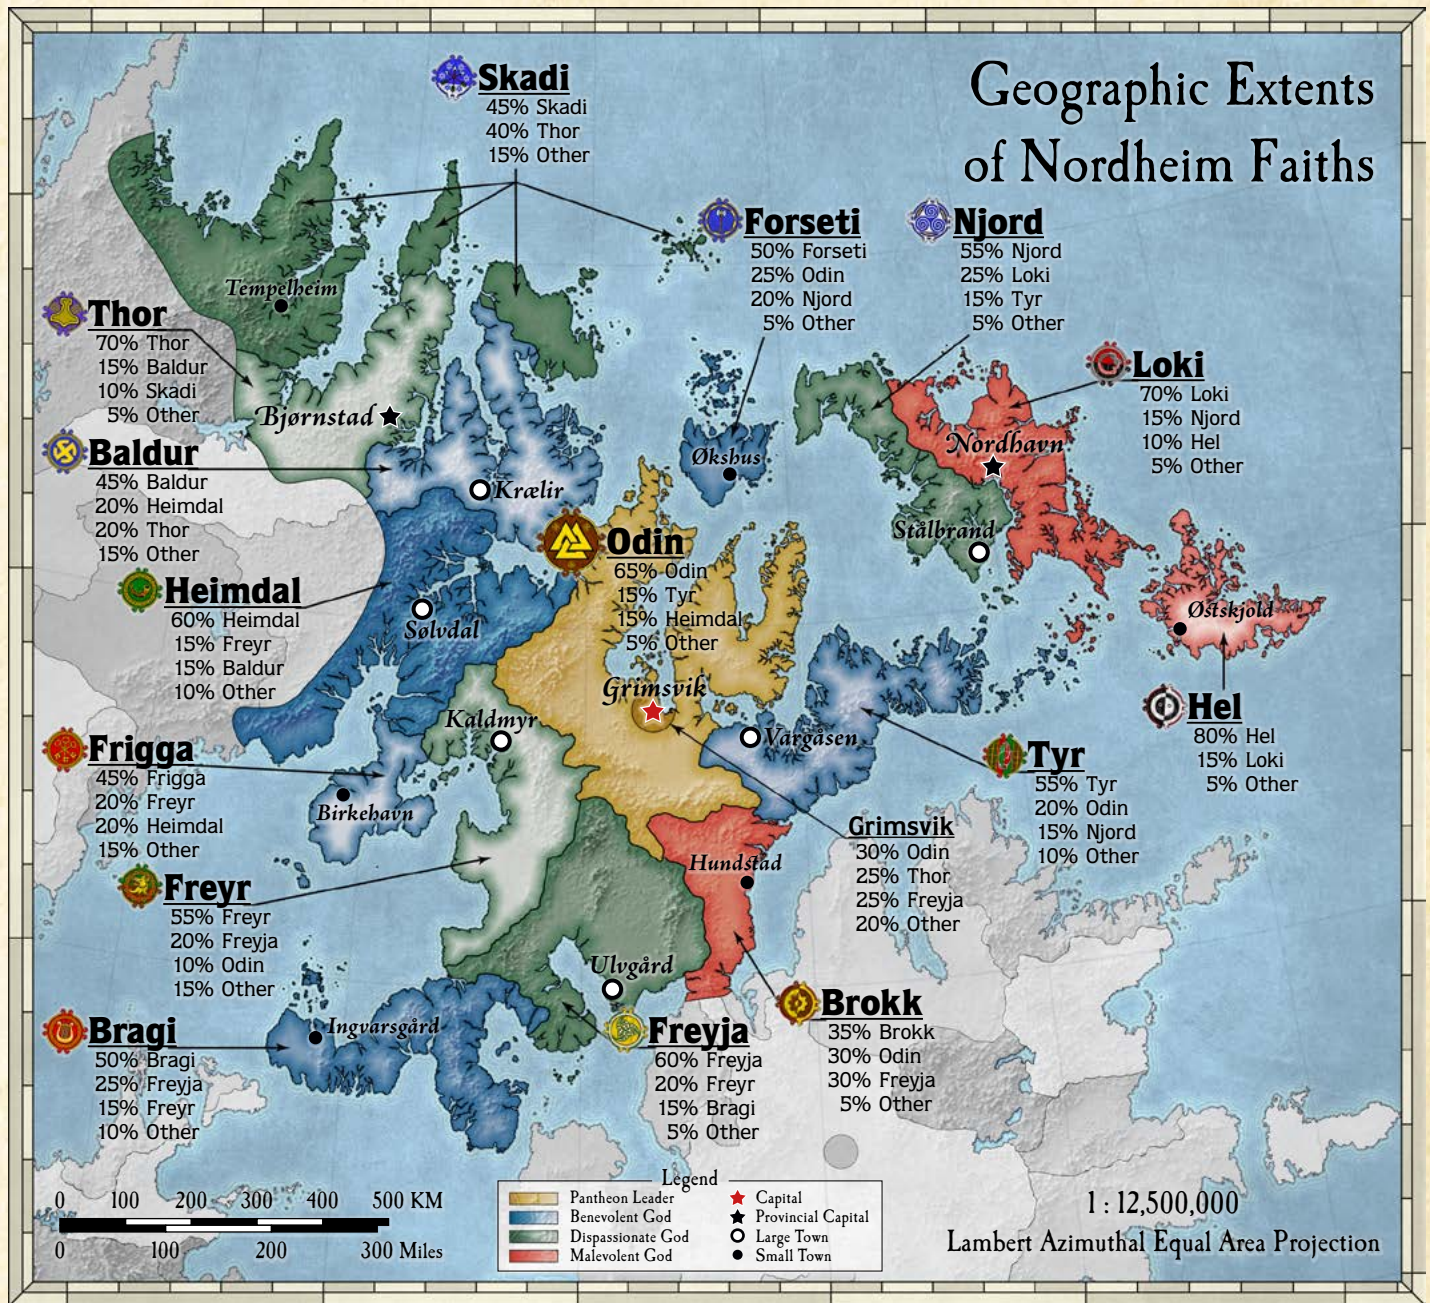 Geographic Extents
of Nordheim Faiths
Skadi
45% Skadi
40% Thor
15% Other
Forseti
50% Forseti
25% Odin
20% Njord
5% Other
Njord
55% Njord
25% Loki
15% Tyr
5% Other
Tempelheim
Thor
70% Thor
15% Baldur
10% Skadi
5% Other
Bjørnstad
Loki
70% Loki
15% Njord
10% Hel
5% Other
Nordhavn
Baldur
45% Baldur
20% Heimdal
20% Thor
15% Other
Økshus
Krælir
Stålbrand
Odin
65% Odin
15% Tyr
15% Heimdal
5% Other
Heimdal
60% Heimdal
15% Freyr
15% Baldur
10% Other
Sølvdal
Østskjold
Grimsvik
Kaldmyr
Vargåsen
Hel
80% Hel
15% Loki
5% Other
Frigga
45% Frigga
20% Freyr
20% Heimdal
15% Other
Birkehavn
Tyr
55% Tyr
20% Odin
15% Njord
10% Other
Grimsvik
30% Odin
25% Thor
25% Freyja
20% Other
Hundstad
Freyr
55% Freyr
20% Freyja
10% Odin
15% Other
Ulvgård
Bragi
50% Bragi
25% Freyja
15% Freyr
10% Other
Ingvarsgård
Freyja
60% Freyja
20% Freyr
15% Bragi
5% Other
Brokk
35% Brokk
30% Odin
30% Freyja
5% Other
0 100 200 300 400 500 KM
0 100 200 300 Miles
Legend
Pantheon Leader
Benevolent God
Dispassionate God
Malevolent God
Capital
Provincial Capital
Large Town
Small Town
1 : 12,500,000
Lambert Azimuthal Equal Area Projection